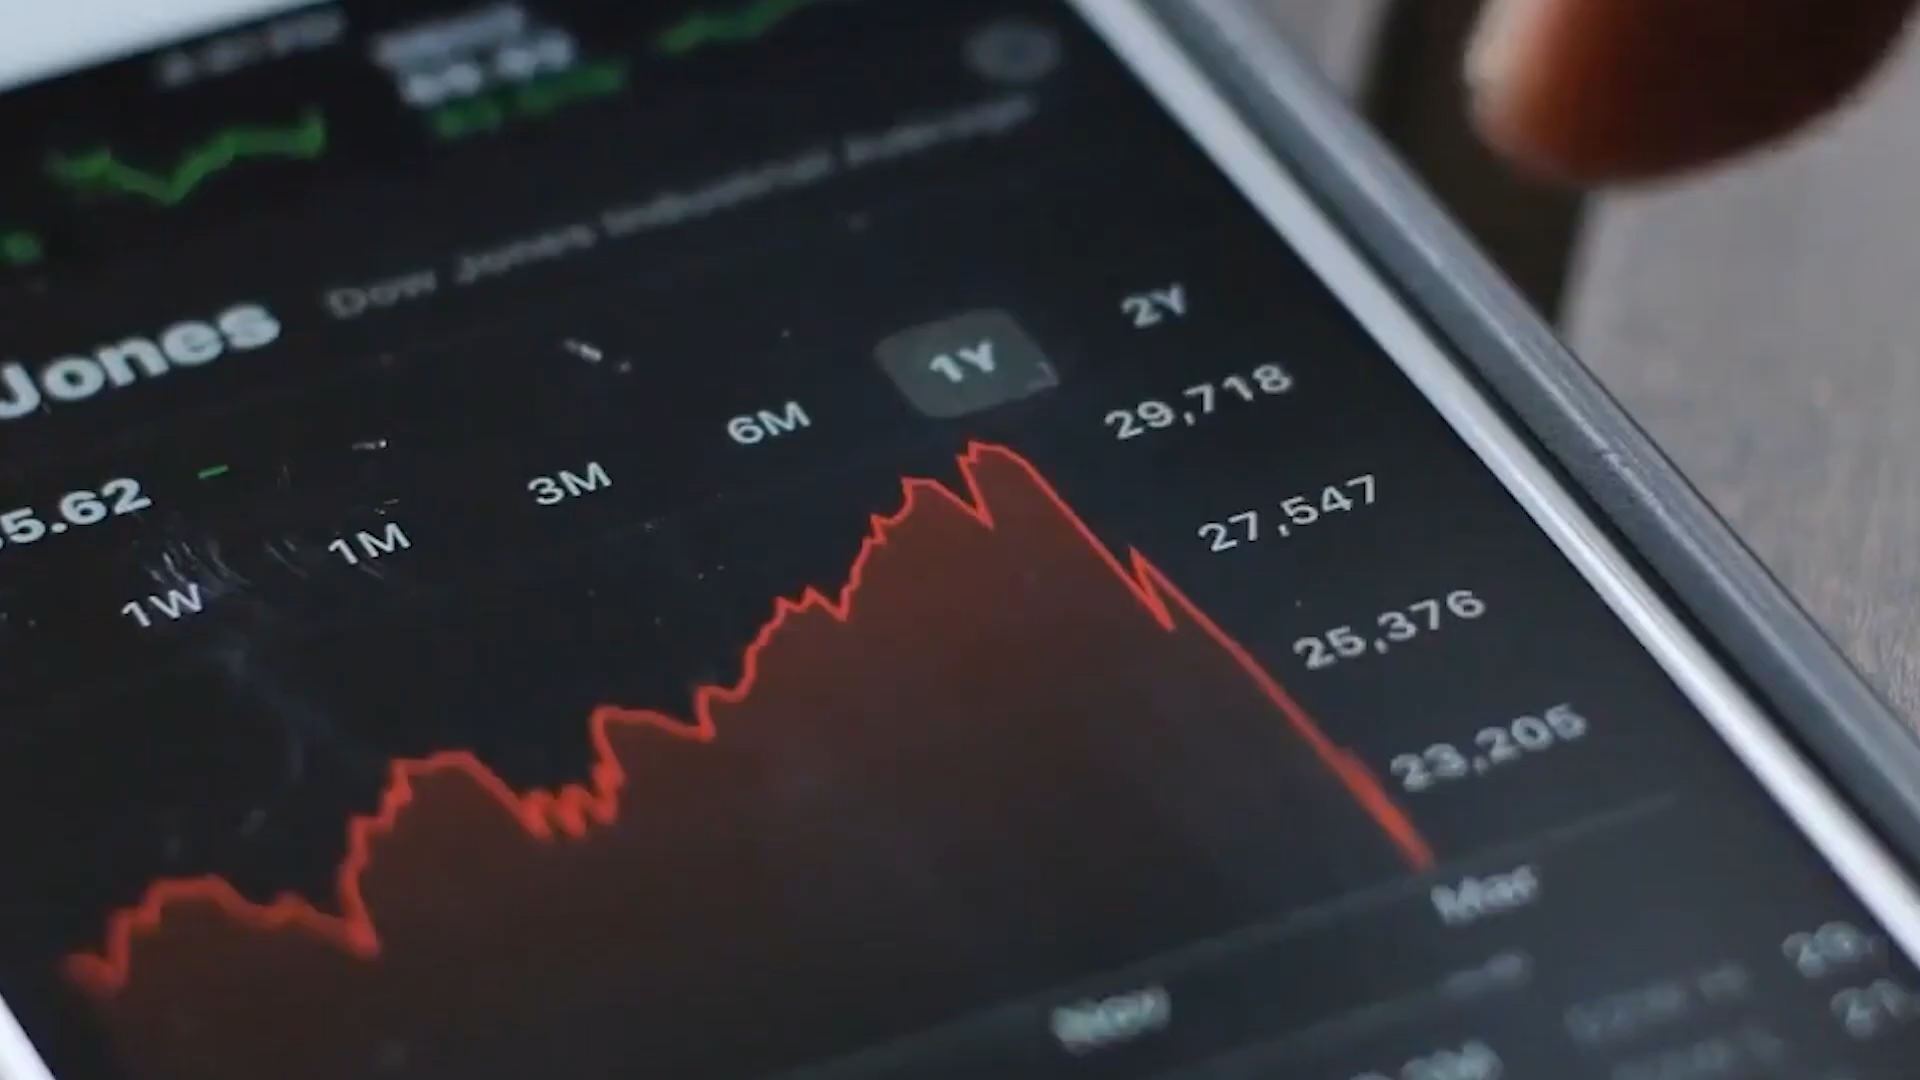 Jones Dow Jones Industrial Average
5.62
1W 1M 3M 6M 1Y 2Y
29,718
27,547
25,376
23,205
Nov Mar